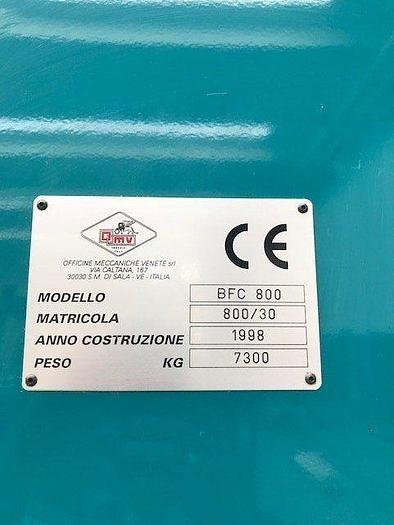 omv
OFFICINE MECCANICHE VENETE srl
VIA CALTANA, 167
30030 S.M. DI SALA - VE - ITALIA
CE
MODELLO BFC 800
MATRICOLA 800/30
ANNO COSTRUZIONE 1998
PESO KG 7300